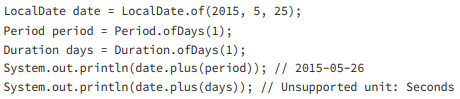 LocalDate date = LocalDate.of(2015, 5, 25);
Period period = Period.ofDays(1);
Duration days = Duration.ofDays(1);
System.out.println(date.plus(period)); // 2015-05-26
System.out.println(date.plus(days)); // Unsupported unit: Seconds